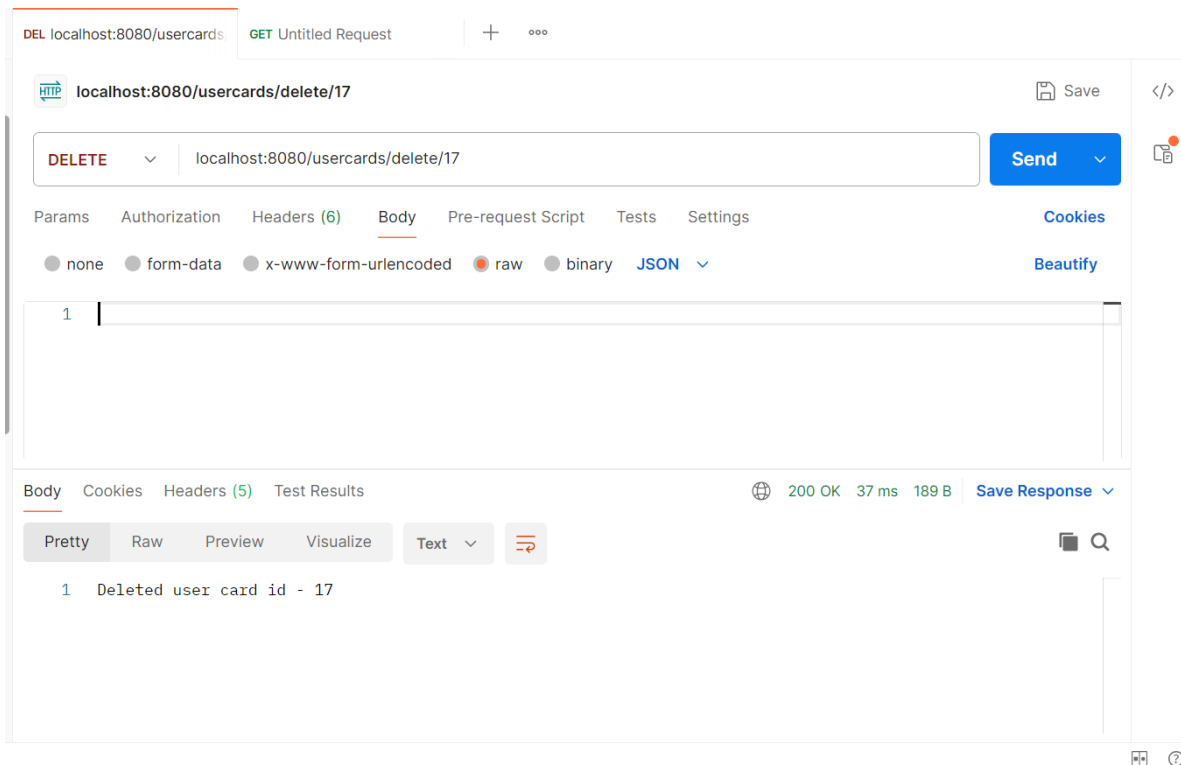 DEL localhost:8080/usercards GET Untitled Request
HTTP localhost:8080/usercards/delete/17 Save
DELETE localhost:8080/usercards/delete/17 Send
Params Authorization Headers (6) Body Pre-request Script Tests Settings Cookies
none form-data x-www-form-urlencoded raw binary JSON Beautify
1
Body Cookies Headers (5) Test Results 200 OK 37 ms 189 B Save Response
Pretty Raw Preview Visualize Text
1 Deleted user card id - 17